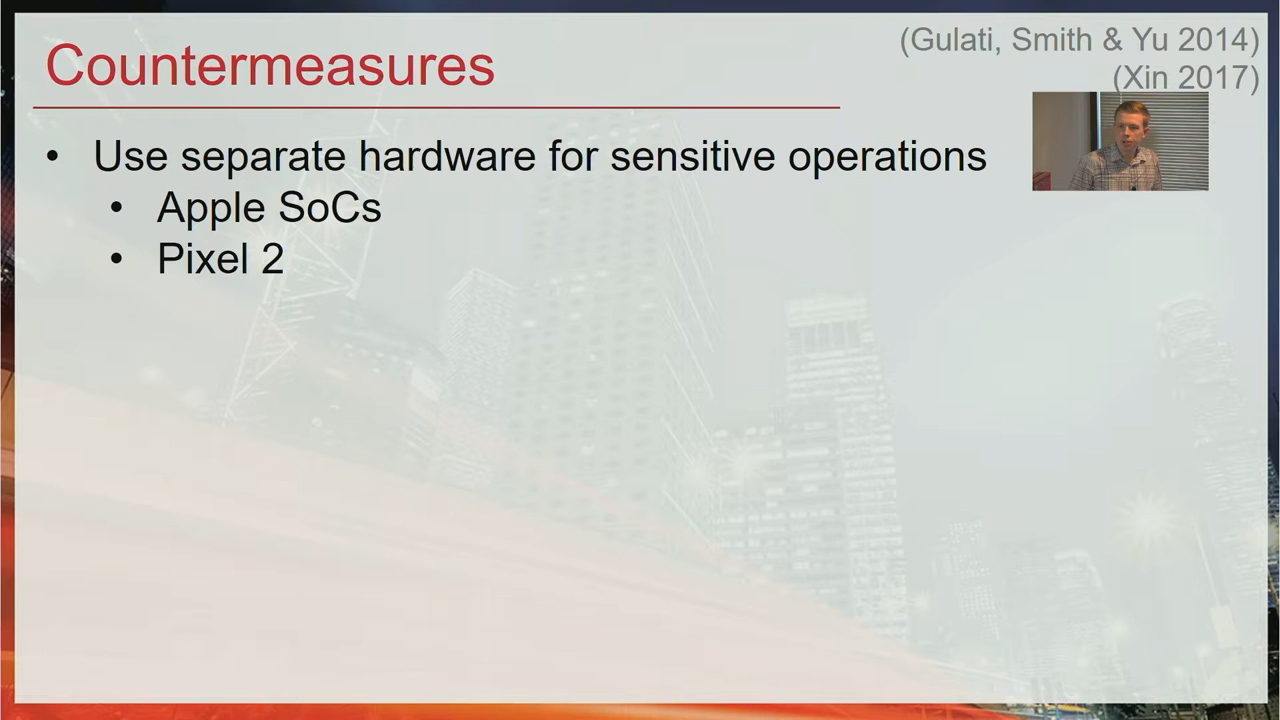 Countermeasures
(Gulati, Smith & Yu 2014)
(Xin 2017)
• Use separate hardware for sensitive operations
• Apple SoCs
• Pixel 2